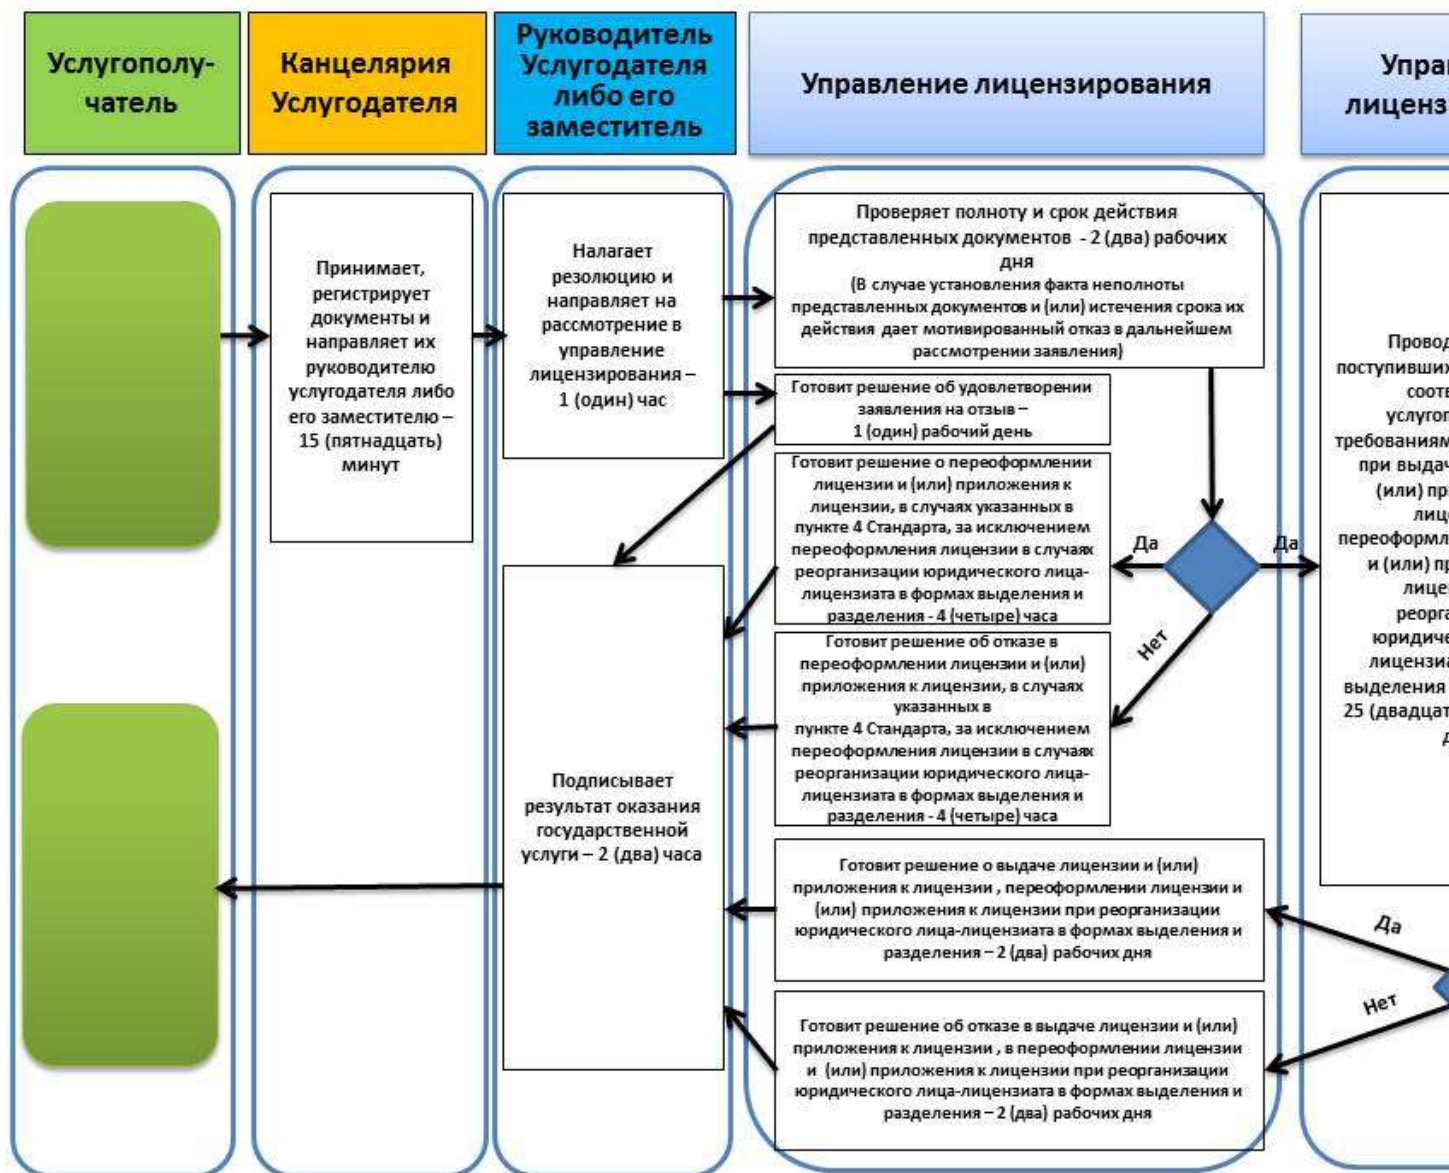 Услугополу-
чатель
Канцелярия
Услугодателя
Руководитель
Услугодателя
либо его
заместитель
Управление лицензирования
Принимает,
регистрирует
документы и
направляет их
руководителю
услугодателя либо
его заместителю –
15 (пятнадцать)
минут
Налагает
резолюцию и
направляет на
рассмотрение в
управление
лицензирования –
1 (один) час
Подписывает
результат оказания
государственной
услуги – 2 (два) часа
Проверяет полноту и срок действия
представленных документов - 2 (два) рабочих
дня
(В случае установления факта неполноты
представленных документов и (или) истечения срока их
действия дает мотивированный отказ в дальнейшем
рассмотрении заявления)
Готовит решение об удовлетворении
заявления на отзыв –
1 (один) рабочий день
Готовит решение о переоформлении
лицензии и (или) приложения к
лицензии, в случаях указанных в
пункте 4 Стандарта, за исключением
переоформления лицензии в случаях
реорганизации юридического лица-
лицензиата в формах выделения и
разделения - 4 (четыре) часа
Да
Да
Нет
Готовит решение об отказе в
переоформлении лицензии и (или)
приложения к лицензии, в случаях
указанных в
пункте 4 Стандарта, за исключением
переоформления лицензии в случаях
реорганизации юридического лица-
лицензиата в формах выделения и
разделения - 4 (четыре) часа
Готовит решение о выдаче лицензии и (или)
приложения к лицензии , переоформлении лицензии и
(или) приложения к лицензии при реорганизации
юридического лица-лицензиата в формах выделения и
разделения – 2 (два) рабочих дня
Готовит решение об отказе в выдаче лицензии и (или)
приложения к лицензии , в переоформлении лицензии
и (или) приложения к лицензии при реорганизации
юридического лица-лицензиата в формах выделения и
разделения – 2 (два) рабочих дня
поступивших
при
(или)
и (или)
выделения
25
Да
Нет